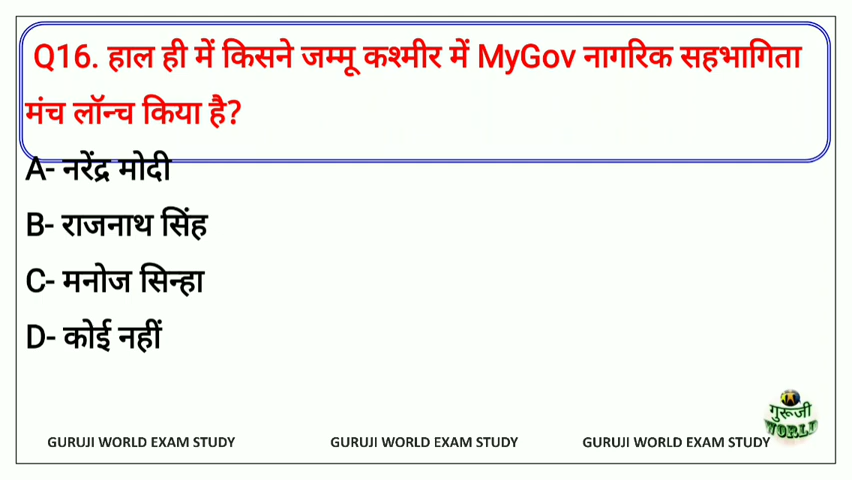 Q16. हाल ही में किसने जम्मू कश्मीर में MyGov नागरिक सहभागिता
मंच लॉन्च किया है?
A- नरेंद्र मोदी
B- राजनाथ सिंह
C- मनोज सिन्हा
D- कोई नहीं
गुरूजी
WORLD
GURUJI WORLD EXAM STUDY GURUJI WORLD EXAM STUDY GURUJI WORLD EXAM STUDY